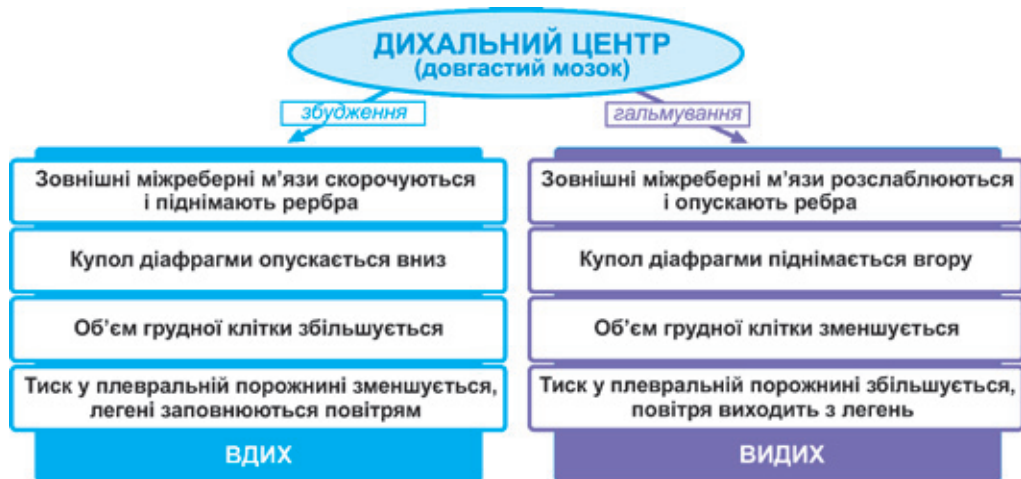 ДИХАЛЬНИЙ ЦЕНТР
(довгастий мозок)
збудження
гальмування
Зовнішні міжреберні м’язи скорочуються
і піднімають рербра
Купол діафрагми опускається вниз
Об’єм грудної клітки збільшується
Тиск у плевральній порожнині зменшується,
легені заповнюються повітрям
ВДИХ
Зовнішні міжреберні м’язи розслаблюються
і опускають ребра
Купол діафрагми піднімається вгору
Об’єм грудної клітки зменшується
Тиск у плевральній порожнині збільшується,
повітря виходить з легень
ВИДИХ